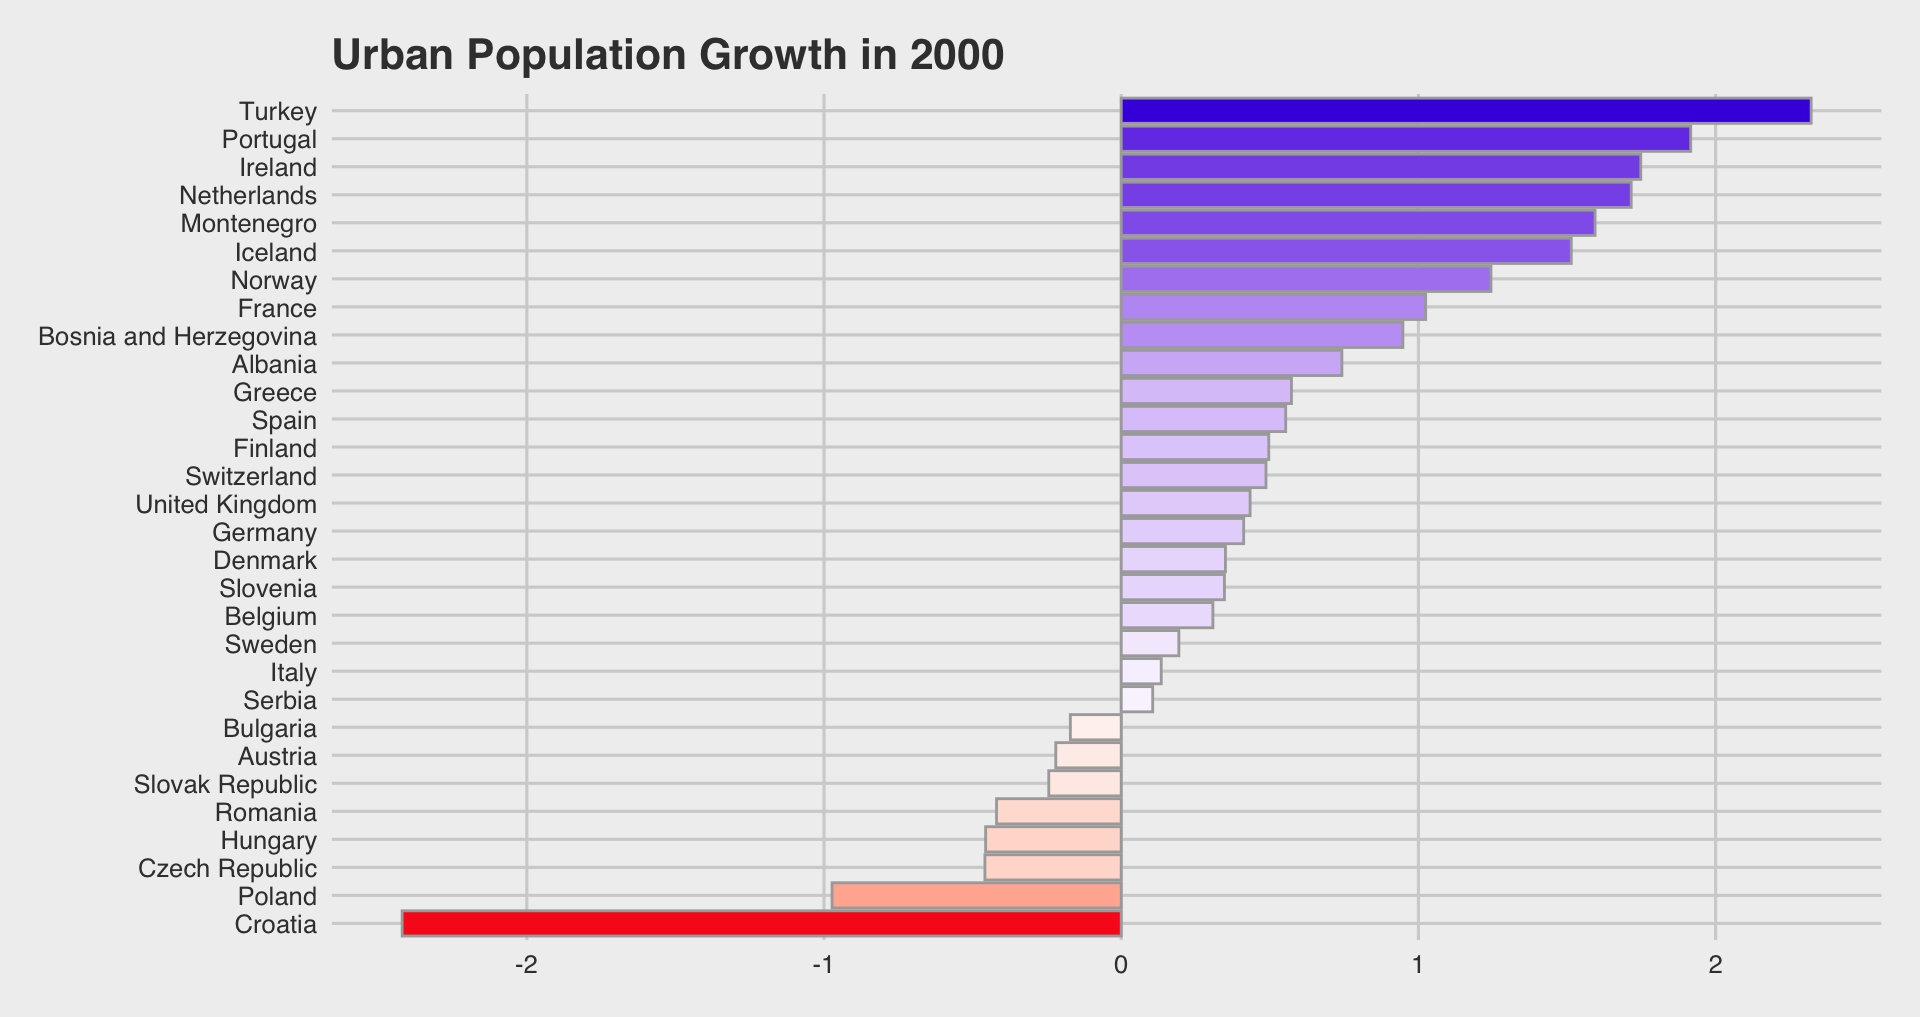 Urban Population Growth in 2000
Turkey
Portugal
Ireland
Netherlands
Montenegro
Iceland
Norway
France
Bosnia and Herzegovina
Albania
Greece
Spain
Finland
Switzerland
United Kingdom
Germany
Denmark
Slovenia
Belgium
Sweden
Italy
Serbia
Bulgaria
Austria
Slovak Republic
Romania
Hungary
Czech Republic
Poland
Croatia
-2 -1 0 1 2